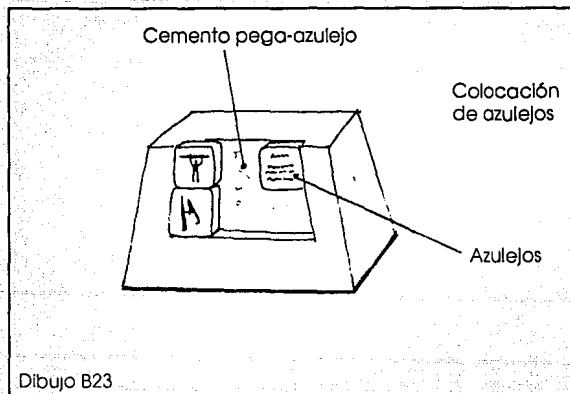 Cemento pega-azulejo
Colocación
de azulejos
Azulejos
Dibujo B23